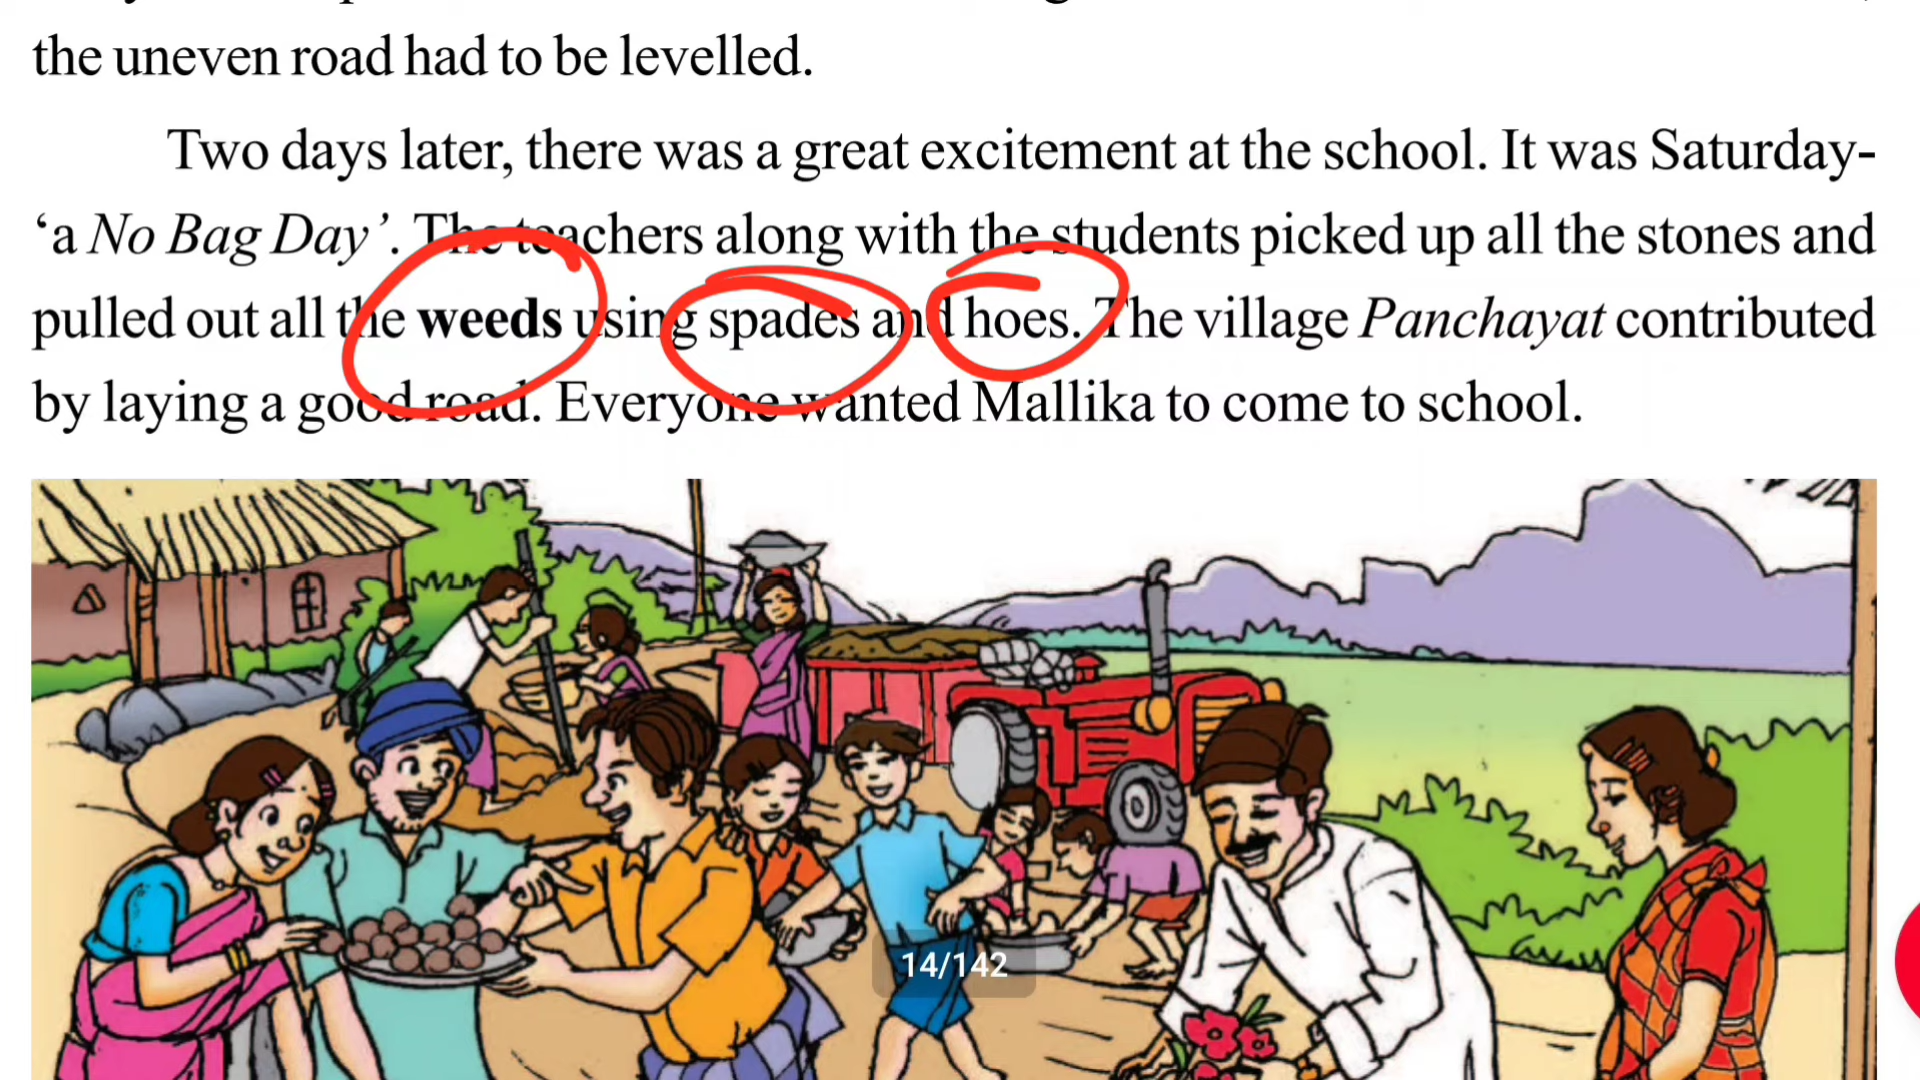 the uneven road had to be levelled.
Two days later, there was a great excitement at the school. It was Saturday-
‘a No Bag Day’. The teachers along with the students picked up all the stones and
pulled out all the weeds using spades and hoes. The village Panchayat contributed
by laying a good road. Everyone wanted Mallika to come to school.
14/142